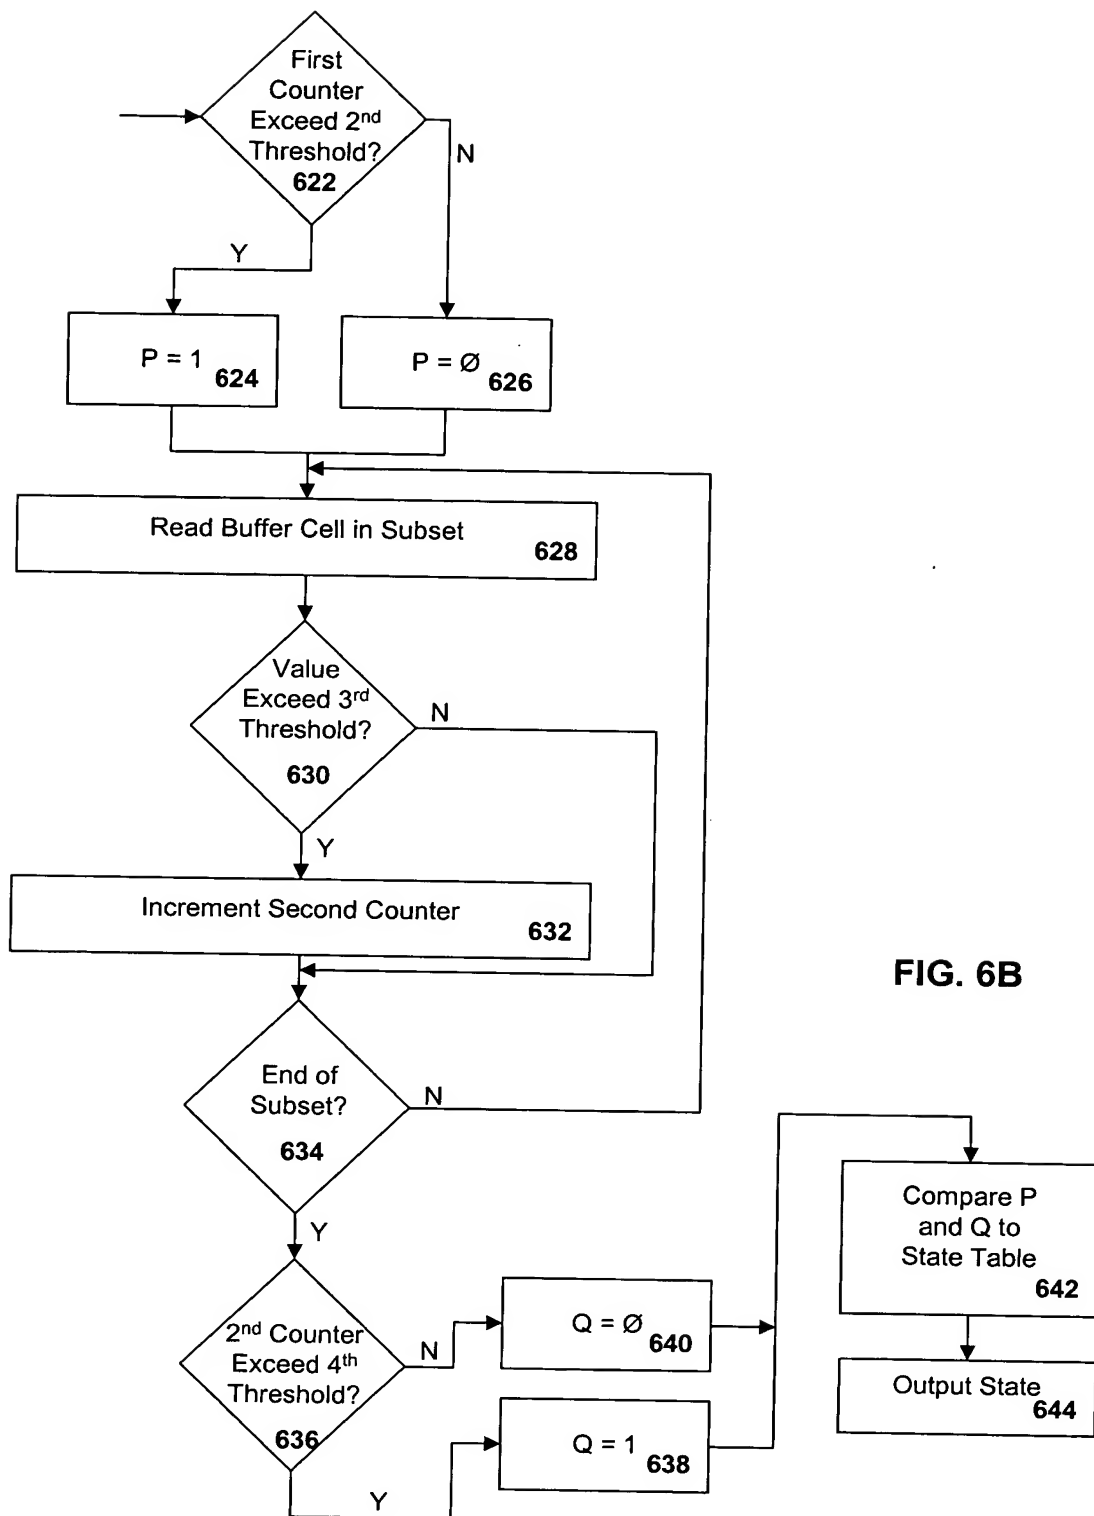 First
Counter
Exceed 2nd
Threshold?
622
N
Y
P = 1
624
P = Ø
626
Read Buffer Cell in Subset
628
Value
Exceed 3rd
Threshold?
630
N
Y
Increment Second Counter
632
FIG. 6B
End of
Subset?
634
N
Y
Compare P
and Q to
State Table
642
2nd Counter
Exceed 4th
Threshold?
636
N
Q = Ø
640
Output State
644
Y
Q = 1
638